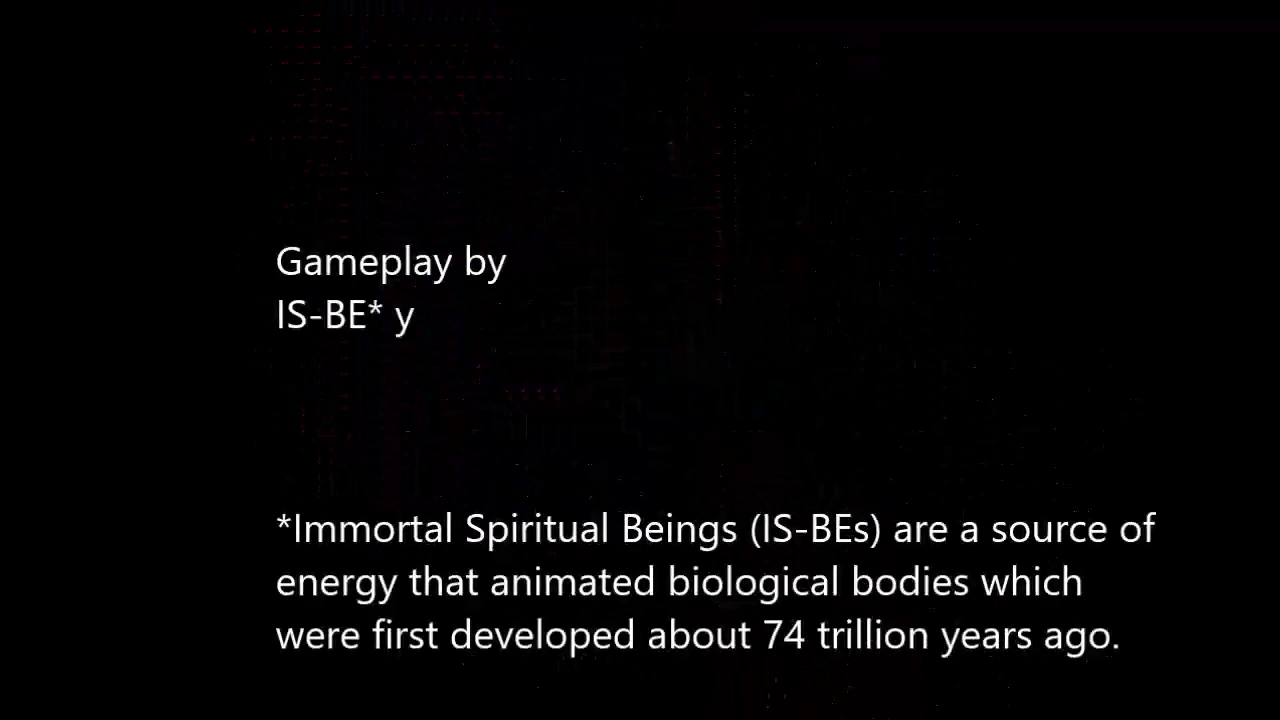 Gameplay by
IS-BE* y
*Immortal Spiritual Beings (IS-BEs) are a source of
energy that animated biological bodies which
were first developed about 74 trillion years ago.